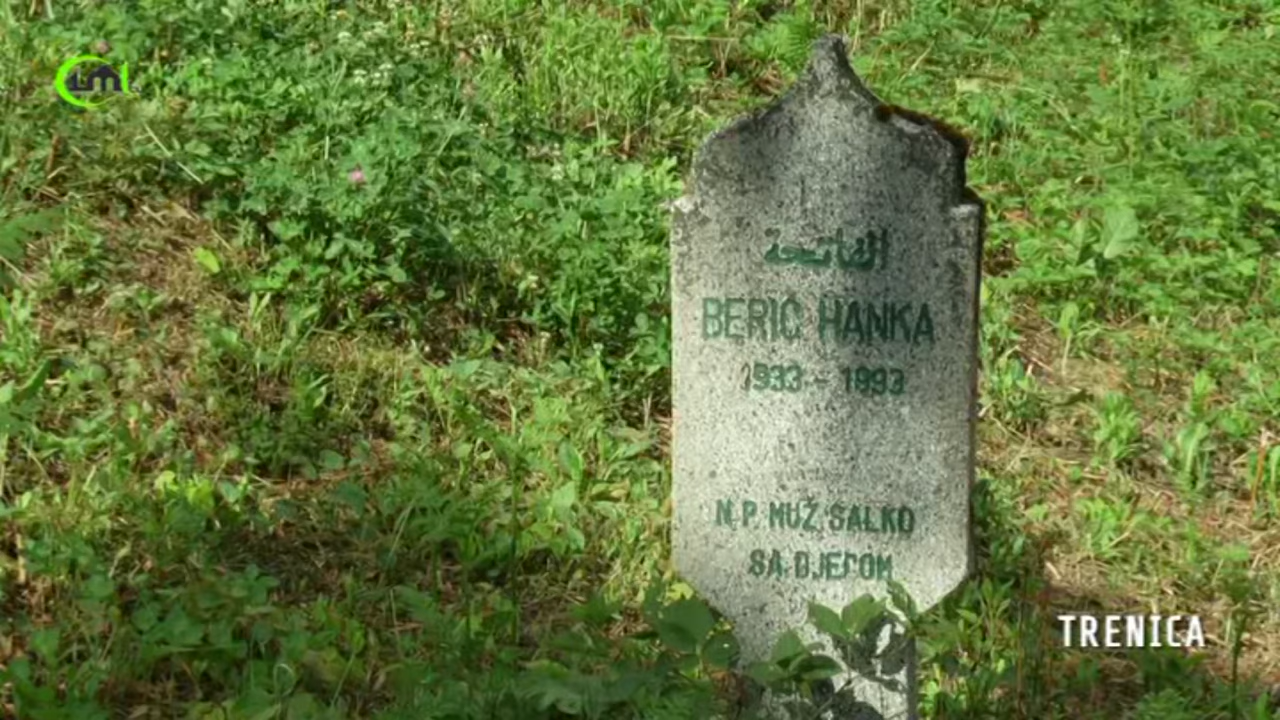 الفاتحة
BERIĆ HANKA
1933 - 1993
N.P. MUŽ SALKO
SA DJECOM
TRENICA